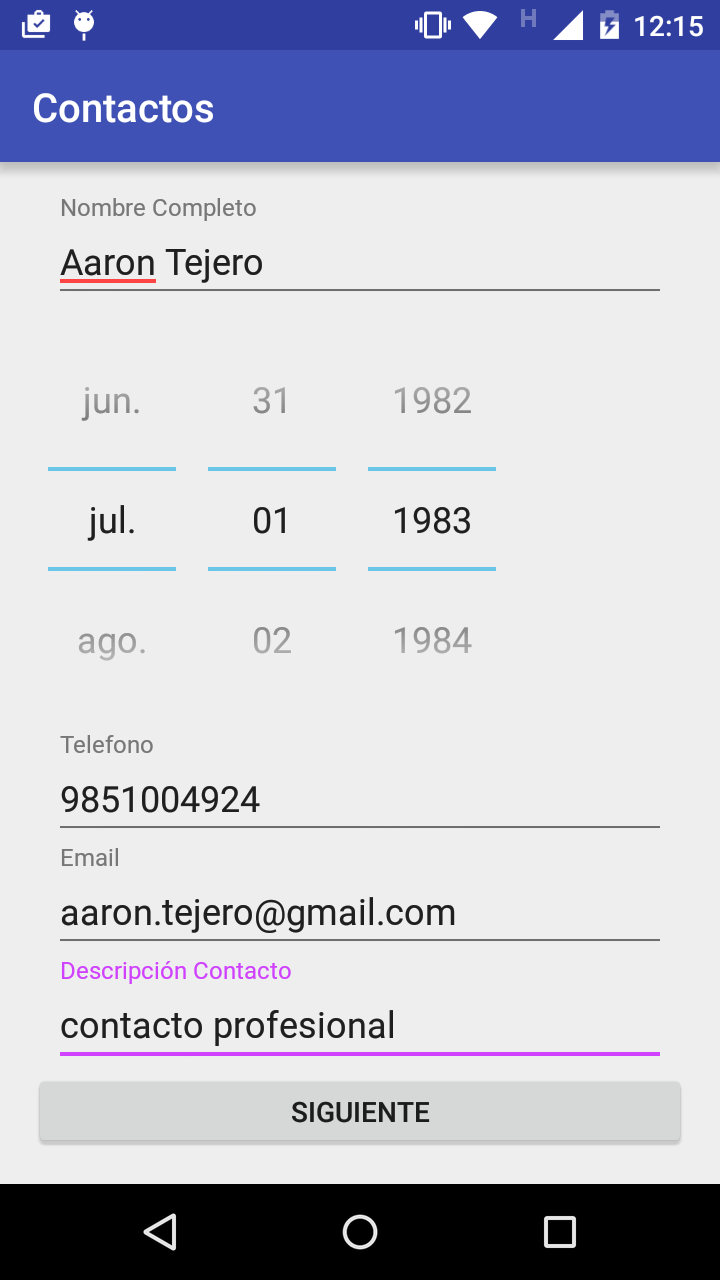 H 12:15
Contactos
Nombre Completo
Aaron Tejero
jun. 31 1982
jul. 01 1983
ago. 02 1984
Telefono
9851004924
Email
aaron.tejero@gmail.com
Descripción Contacto
contacto profesional
SIGUIENTE